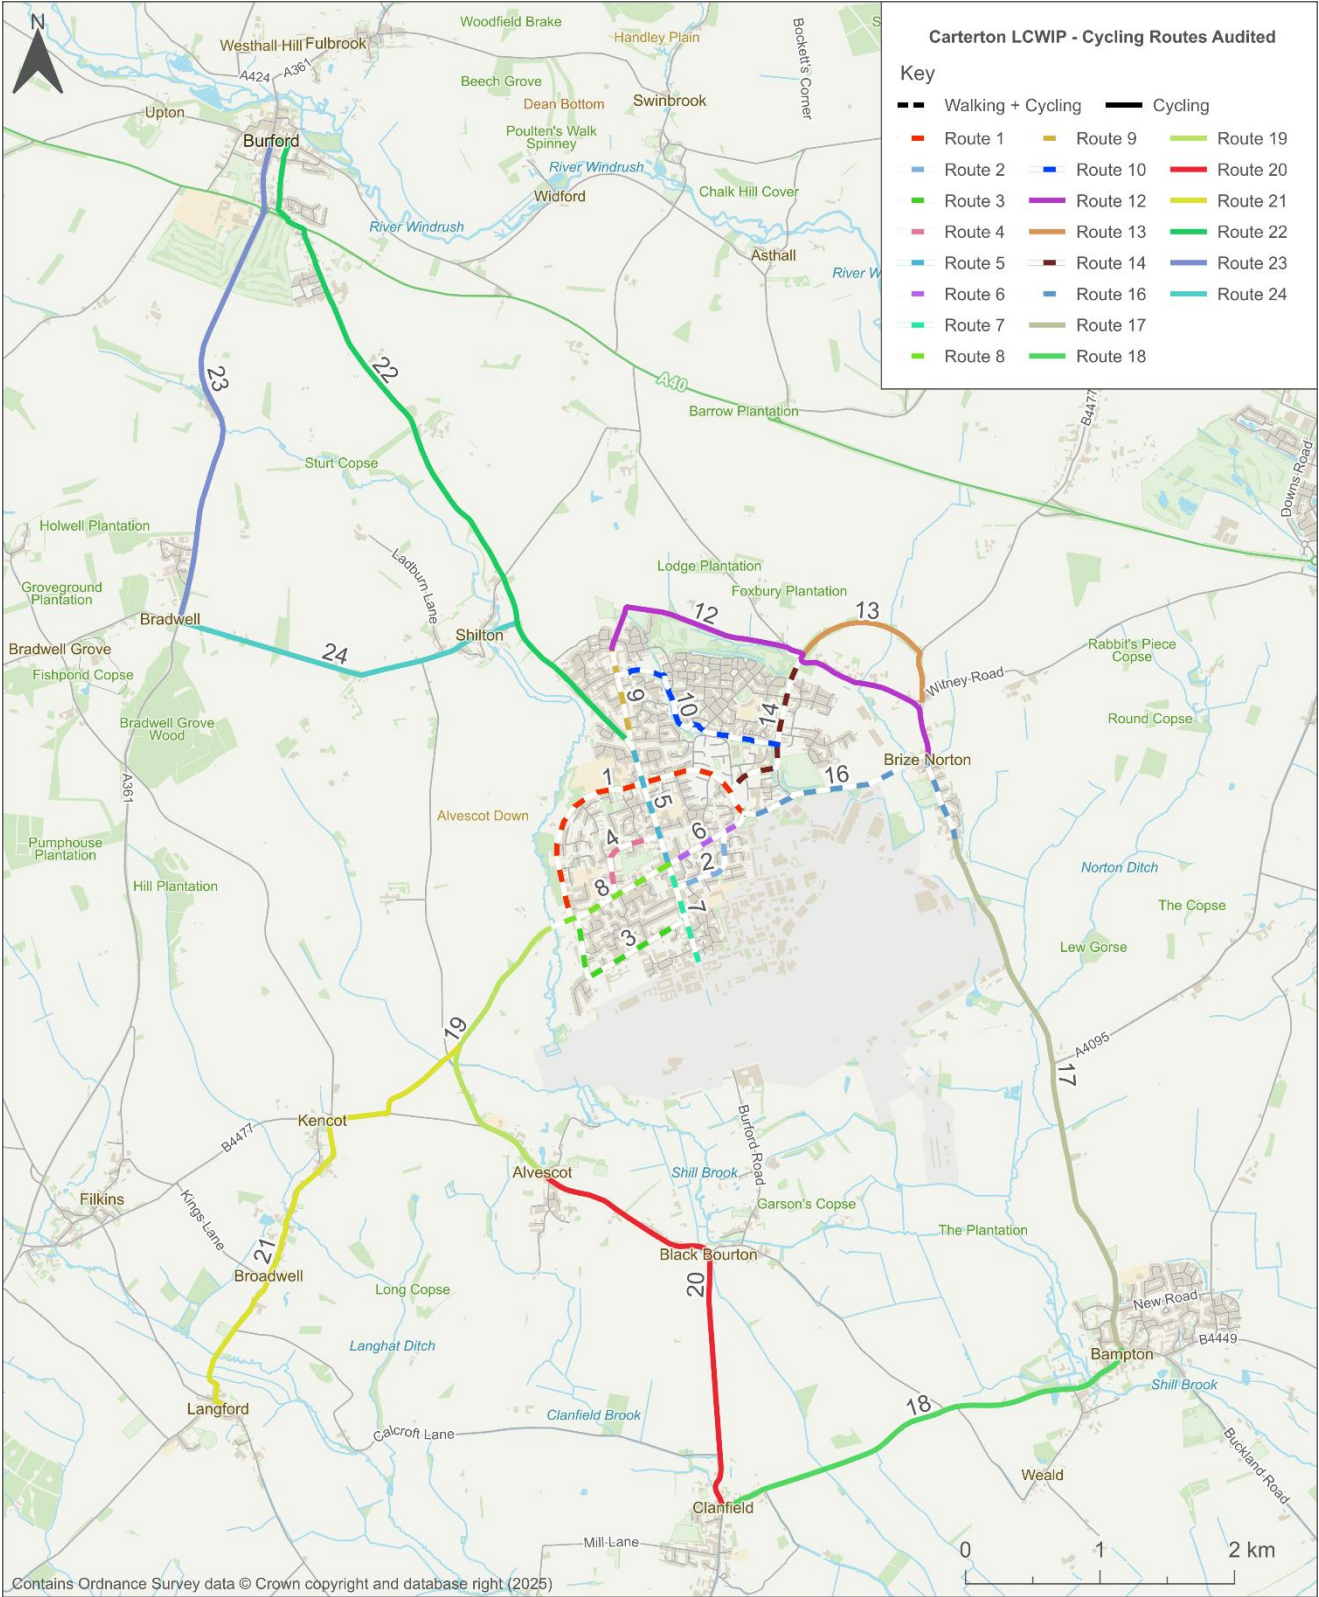 Carterton LCWIP - Cycling Routes Audited
Key
Walking + Cycling
Cycling
Route 1
Route 2
Route 3
Route 4
Route 5
Route 6
Route 7
Route 8
Route 9
Route 10
Route 12
Route 13
Route 14
Route 16
Route 17
Route 18
Route 19
Route 20
Route 21
Route 22
Route 23
Route 24
N
Woodfield Brake
Westhall Hill
Fulbrook
A424
A361
Handley Plain
Bockett's Corner
S
Beech Grove
Dean Bottom
Swinbrook
Upton
Burford
Poulten's Walk
Spinney
River Windrush
Widford
Chalk Hill Cover
River Windrush
Asthall
River W
23
22
A40
Barrow Plantation
B4477
Downs Road
Sturt Copse
Holwell Plantation
Ladburn Lane
Groveground
Plantation
Lodge Plantation
Foxbury Plantation
12
13
Bradwell
Shilton
Bradwell Grove
Fishpond Copse
24
Rabbit's Piece
Copse
Witney Road
9
10
14
Round Copse
Bradwell Grove
Wood
Brize Norton
A361
1
16
5
Alvescot Down
4
6
Pumphouse
Plantation
2
Norton Ditch
Hill Plantation
8
7
The Copse
3
Lew Gorse
19
A4095
17
Kencot
B4477
Burford Road
Alvescot
Shill Brook
Filkins
Kings Lane
Garson's Copse
The Plantation
21
Black Bourton
Broadwell
20
Long Copse
New Road
Langhat Ditch
B4449
Bampton
Shill Brook
Langford
18
Clanfield Brook
Calcroft Lane
Buckland Road
Weald
Clanfield
Mill Lane
0 1 2 km
Contains Ordnance Survey data © Crown copyright and database right (2025)